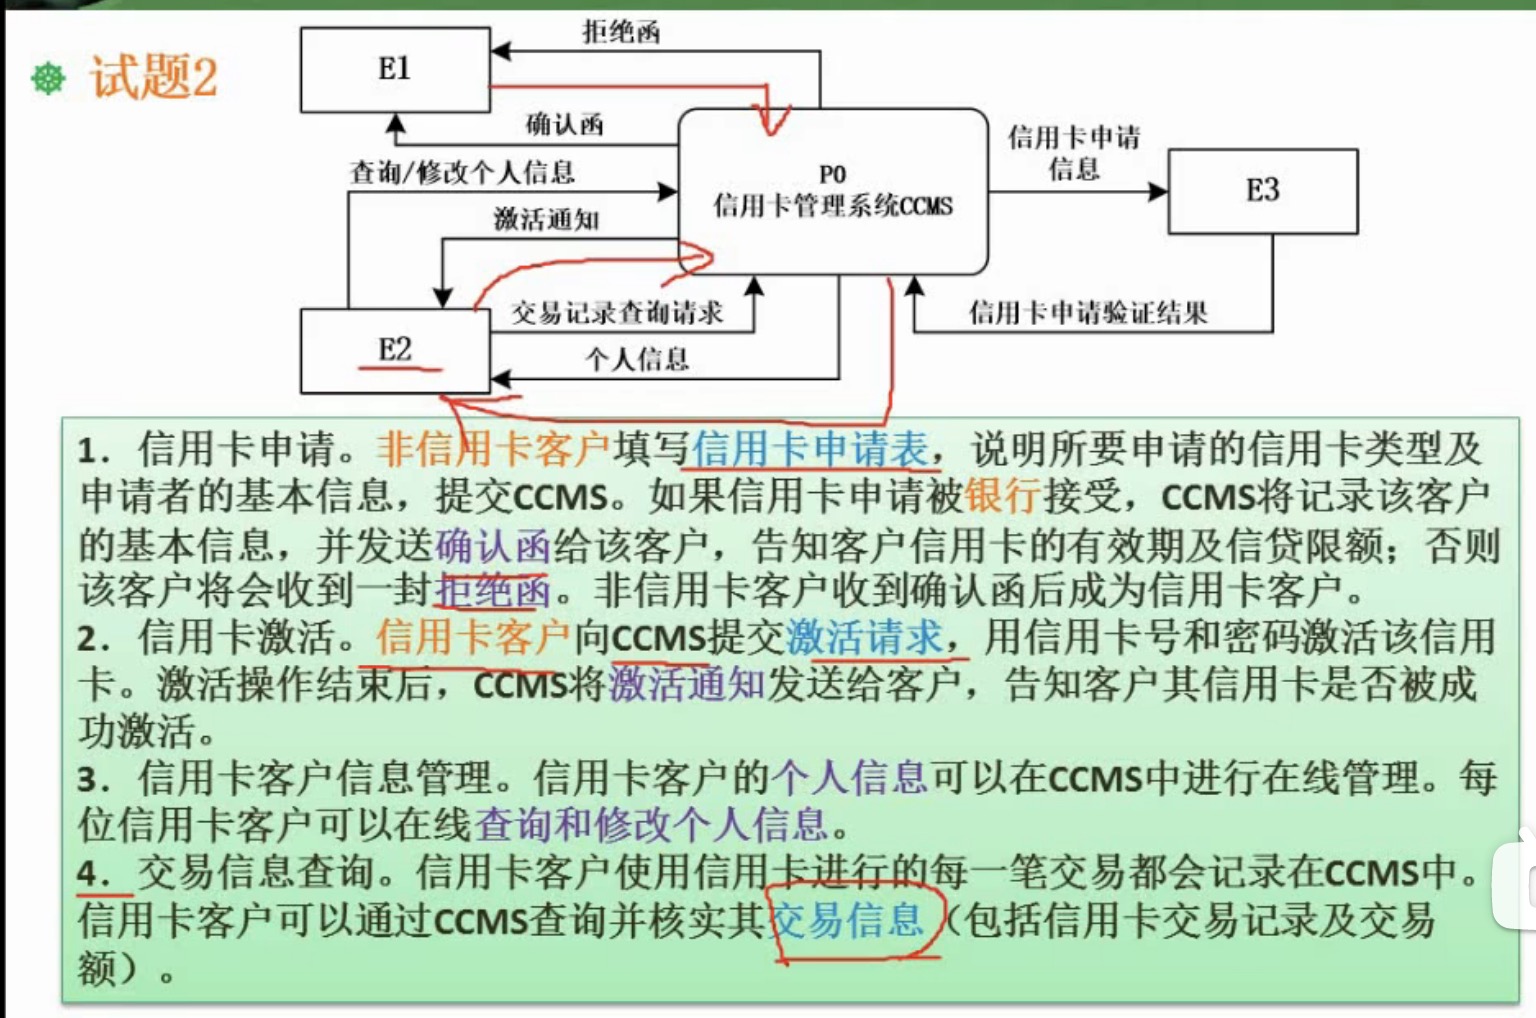 试题2
E1
拒绝函
确认函
查询/修改个人信息
激活通知
P0
信用卡管理系统CCMS
信用卡申请
信息
E3
交易记录查询请求
信用卡申请验证结果
E2
个人信息
1．信用卡申请。非信用卡客户填写信用卡申请表，说明所要申请的信用卡类型及
申请者的基本信息，提交CCMS。如果信用卡申请被银行接受，CCMS将记录该客户
的基本信息，并发送确认函给该客户，告知客户信用卡的有效期及信贷限额；否则
该客户将会收到一封拒绝函。非信用卡客户收到确认函后成为信用卡客户。
2．信用卡激活。信用卡客户向CCMS提交激活请求，用信用卡号和密码激活该信用
卡。激活操作结束后，CCMS将激活通知发送给客户，告知客户其信用卡是否被成
功激活。
3．信用卡客户信息管理。信用卡客户的个人信息可以在CCMS中进行在线管理。每
位信用卡客户可以在线查询和修改个人信息。
4．交易信息查询。信用卡客户使用信用卡进行的每一笔交易都会记录在CCMS中。
信用卡客户可以通过CCMS查询并核实其交易信息（包括信用卡交易记录及交易
额）。